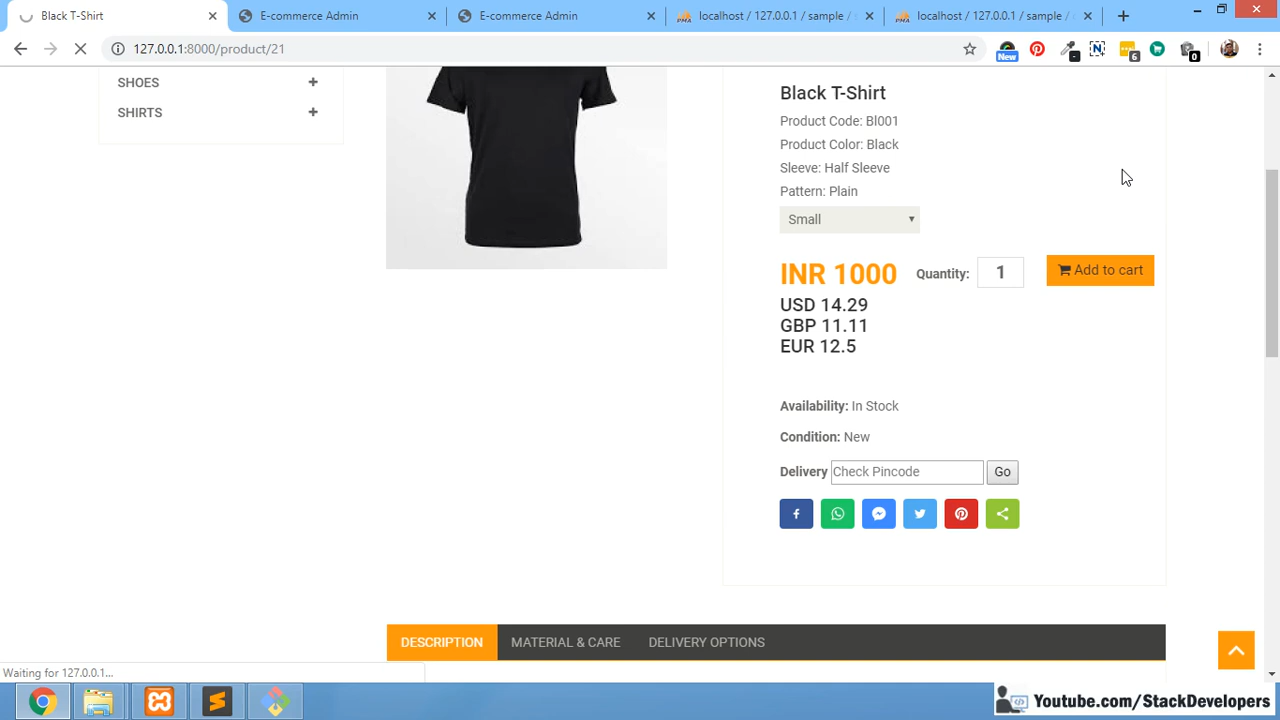 Black T-Shirt
E-commerce Admin
E-commerce Admin
localhost / 127.0.0.1 / sample /
localhost / 127.0.0.1 / sample /
127.0.0.1:8000/product/21
New
6
0
SHOES
SHIRTS
Black T-Shirt
Product Code: Bl001
Product Color: Black
Sleeve: Half Sleeve
Pattern: Plain
Small
INR 1000 Quantity: 1 Add to cart
USD 14.29
GBP 11.11
EUR 12.5
Availability: In Stock
Condition: New
Delivery Check Pincode Go
DESCRIPTION MATERIAL & CARE DELIVERY OPTIONS
Waiting for 127.0.0.1...
Youtube.com/StackDevelopers